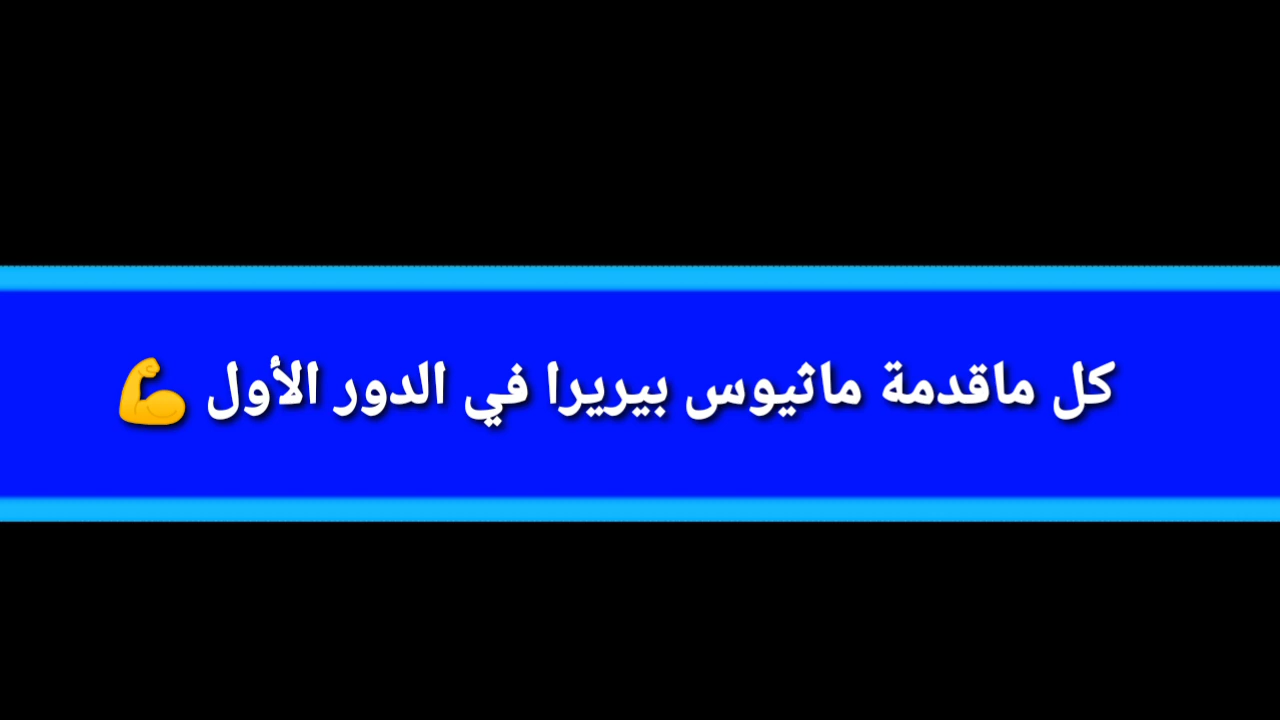 كل ماقدمة ماثيوس بيريرا في الدور الأول 💪